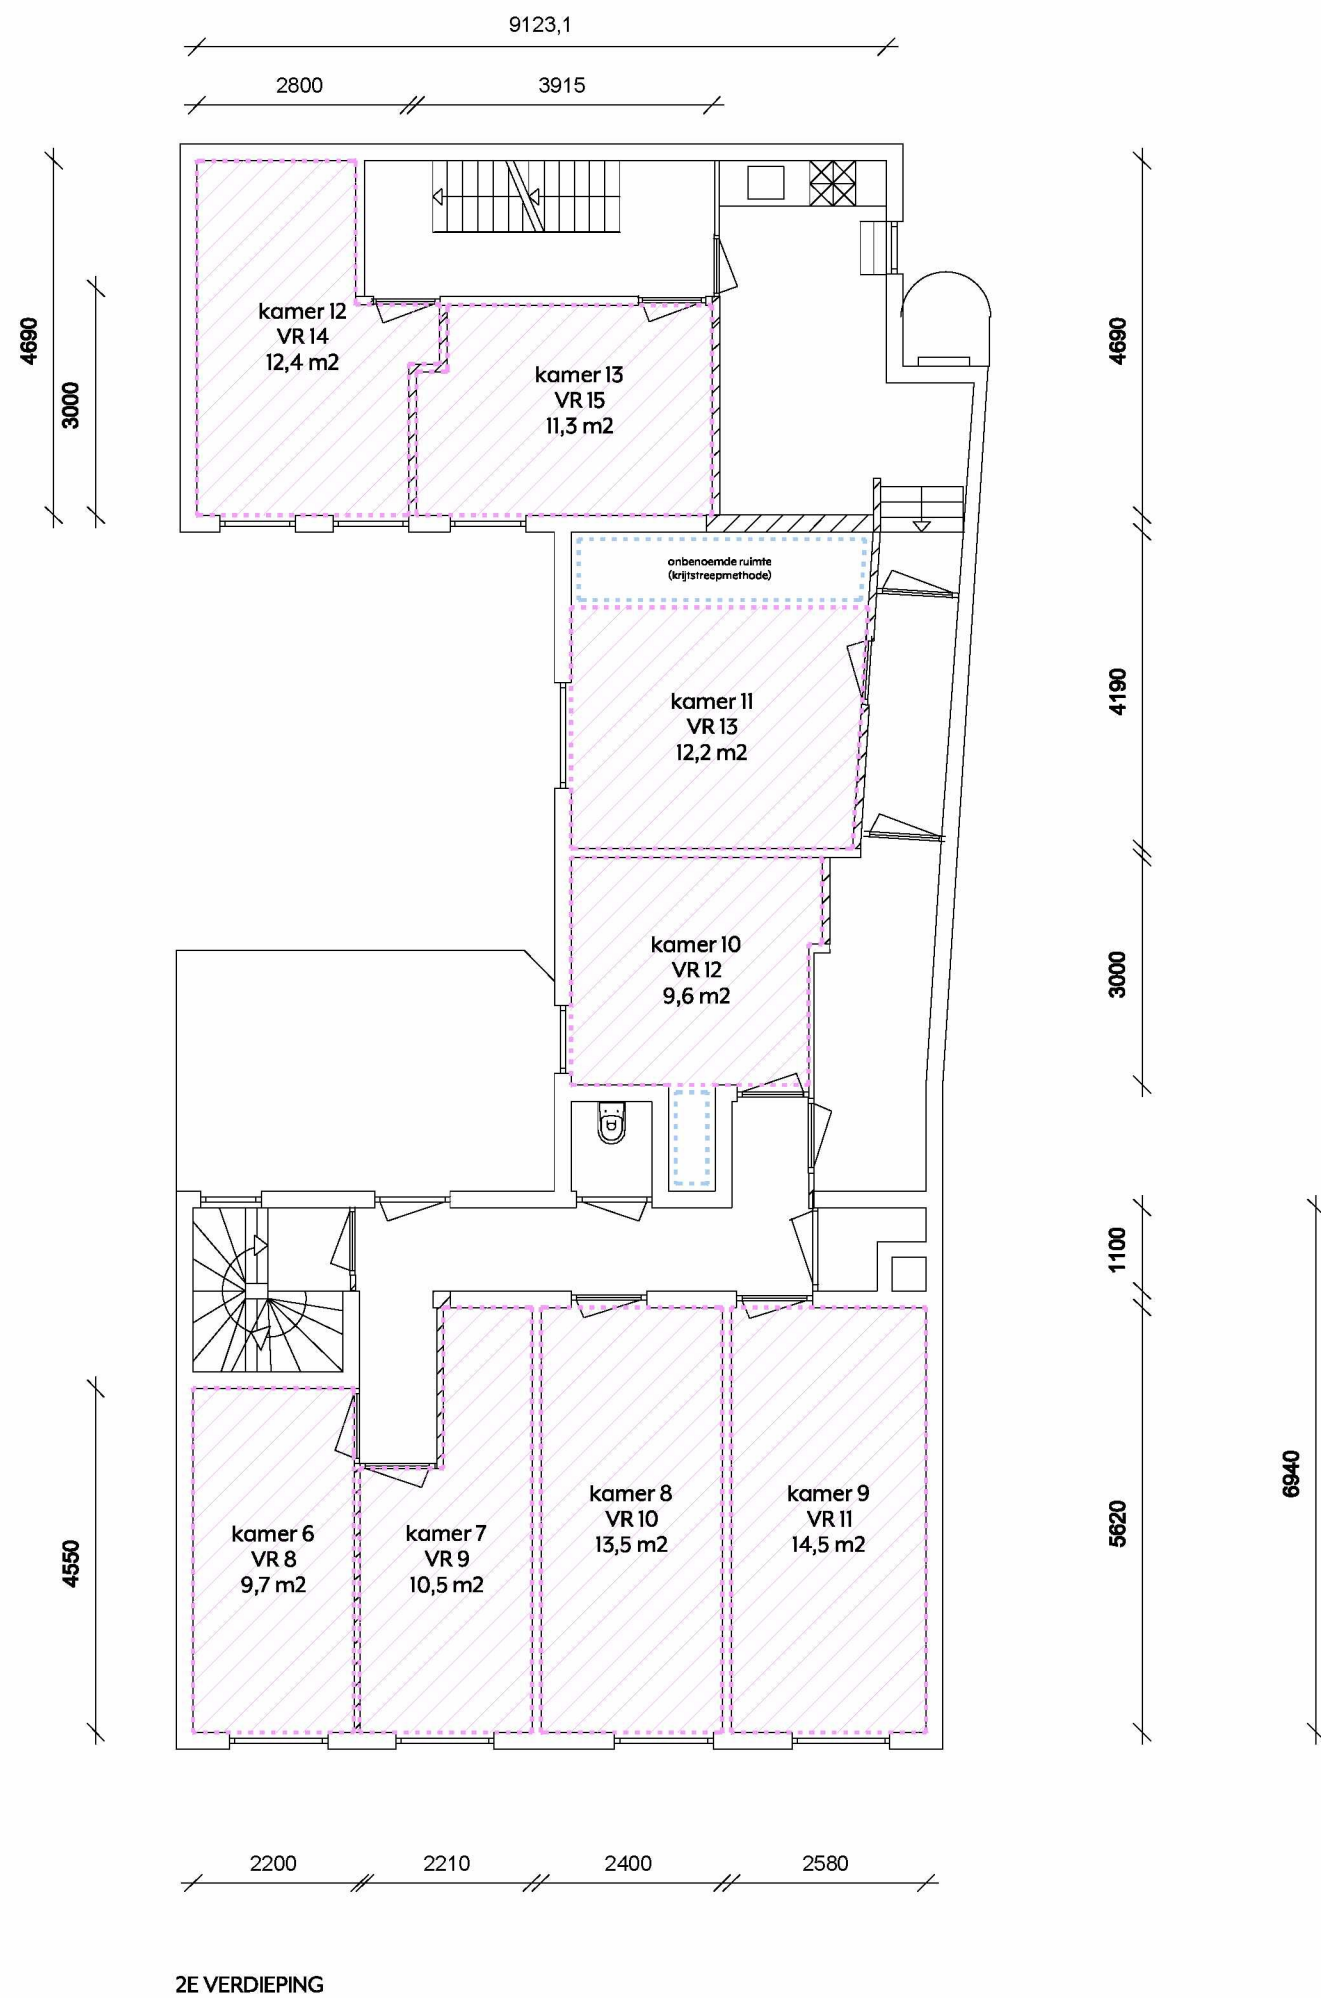 9123,1
2800
3915
4690
3000
4690
kamer 12
VR 14
12,4 m2
kamer 13
VR 15
11,3 m2
onbenoemde ruimte
(krijtstreepmethode)
4190
kamer 11
VR 13
12,2 m2
kamer 10
VR 12
9,6 m2
3000
1100
6940
5620
4550
kamer 6
VR 8
9,7 m2
kamer 7
VR 9
10,5 m2
kamer 8
VR 10
13,5 m2
kamer 9
VR 11
14,5 m2
2200
2210
2400
2580
2E VERDIEPING